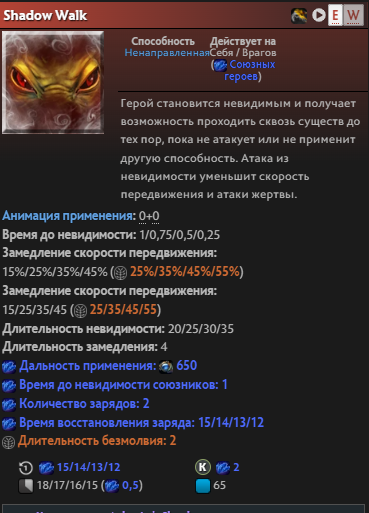 Shadow Walk E W
Способность Действует на
Ненаправленная Себя / Врагов
( Союзных
героев)
Герой становится невидимым и получает
возможность проходить сквозь существ до
тех пор, пока не атакует или не применит
другую способность. Атака из
невидимости уменьшит скорость
передвижения и атаки жертвы.
Анимация применения: 0+0
Время до невидимости: 1/0,75/0,5/0,25
Замедление скорости передвижения:
15%/25%/35%/45% ( 25%/35%/45%/55%)
Замедление скорости передвижения:
15/25/35/45 ( 25/35/45/55)
Длительность невидимости: 20/25/30/35
Длительность замедления: 4
Дальность применения: 650
Время до невидимости союзников: 1
Количество зарядов: 2
Время восстановления заряда: 15/14/13/12
Длительность безмолвия: 2
15/14/13/12 K 2
18/17/16/15 ( 0,5) 65